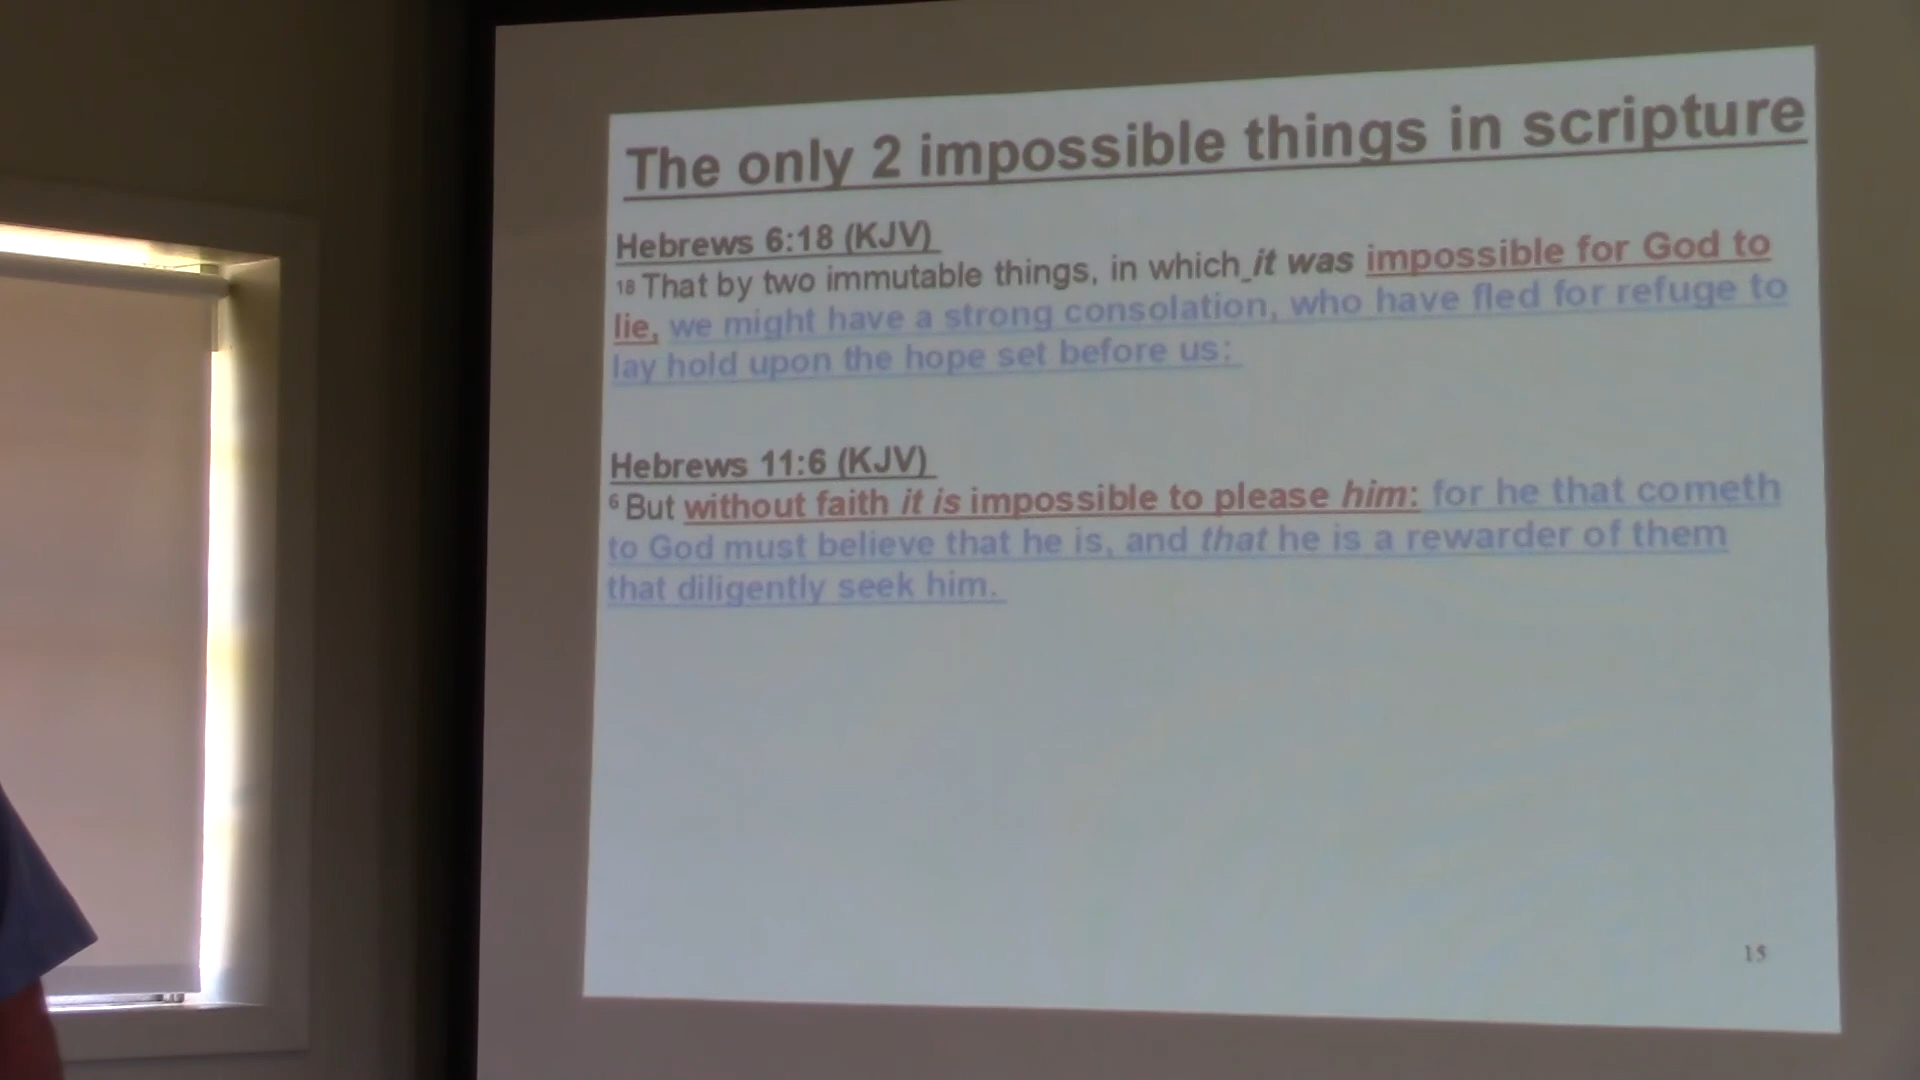 The only 2 impossible things in scripture
Hebrews 6:18 (KJV)
18 That by two immutable things, in which it was impossible for God to
lie, we might have a strong consolation, who have fled for refuge to
lay hold upon the hope set before us:
Hebrews 11:6 (KJV)
6 But without faith it is impossible to please him: for he that cometh
to God must believe that he is, and that he is a rewarder of them
that diligently seek him.
15